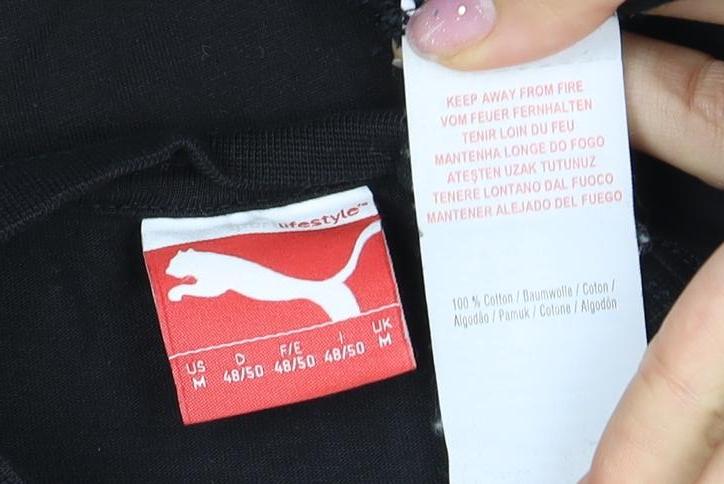 lifestyle™
US D F/E I UK
M 48/50 48/50 48/50 M
KEEP AWAY FROM FIRE
VOM FEUER FERNHALTEN
TENIR LOIN DU FEU
MANTENHA LONGE DO FOGO
ATEŞTEN UZAK TUTUNUZ
TENERE LONTANO DAL FUOCO
MANTENER ALEJADO DEL FUEGO
100 % Cotton / Baumwolle / Coton /
Algodão / Pamuk / Cotone / Algodón